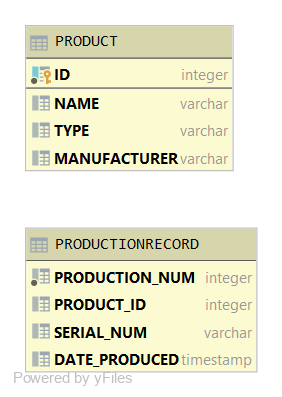 PRODUCT
ID integer
NAME varchar
TYPE varchar
MANUFACTURER varchar
PRODUCTIONRECORD
PRODUCTION_NUM integer
PRODUCT_ID integer
SERIAL_NUM varchar
DATE_PRODUCED timestamp
Powered by yFiles